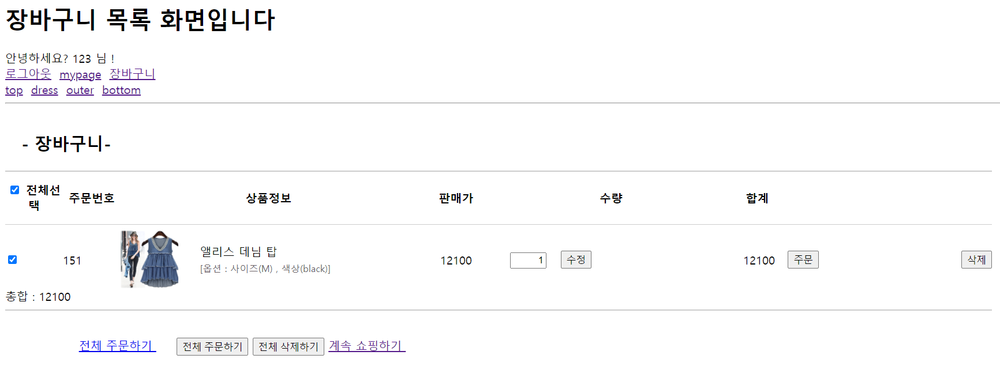 장바구니 목록 화면입니다
안녕하세요? 123 님 !
로그아웃 mypage 장바구니
top dress outer bottom
- 장바구니-
전체선택 주문번호 상품정보 판매가 수량 합계
앨리스 데님 탑
151 12100 1 수정 12100 주문 삭제
[옵션 : 사이즈(M) , 색상(black)]
총합 : 12100
전체 주문하기 전체 주문하기 전체 삭제하기 계속 쇼핑하기